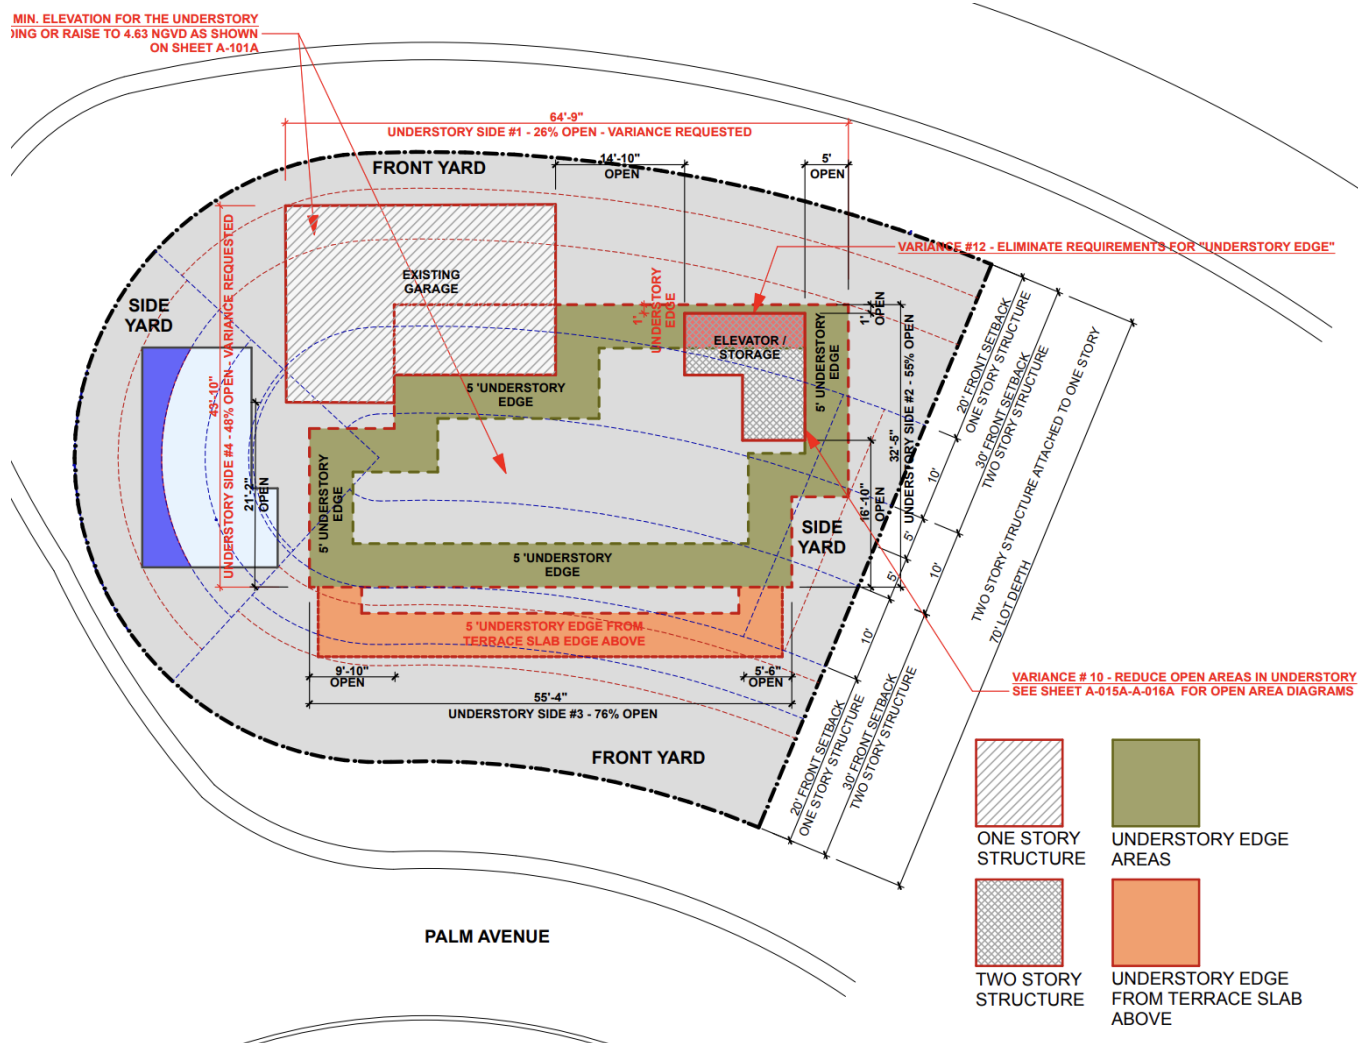 MIN. ELEVATION FOR THE UNDERSTORY
DING OR RAISE TO 4.63 NGVD AS SHOWN
ON SHEET A-101A
64'-9"
UNDERSTORY SIDE #1 - 26% OPEN - VARIANCE REQUESTED
FRONT YARD
14'-10"
OPEN
5'
OPEN
VARIANCE #12 - ELIMINATE REQUIREMENTS FOR "UNDERSTORY EDGE"
EXISTING
GARAGE
SIDE
YARD
1'
UNDERSTORY
EDGE
1'
OPEN
ELEVATOR /
STORAGE
5 'UNDERSTORY
EDGE
5' UNDERSTORY
EDGE
32'-5"
UNDERSTORY SIDE #2 - 55% OPEN
43'-10"
UNDERSTORY SIDE #4 - 48% OPEN VARIANCE REQUESTED
21'-2"
OPEN
5' UNDERSTORY
EDGE
16'-10"
OPEN
SIDE
YARD
5 'UNDERSTORY
EDGE
5 'UNDERSTORY EDGE FROM
TERRACE SLAB EDGE ABOVE
9'-10"
OPEN
5'-6"
OPEN
55'-4"
UNDERSTORY SIDE #3 - 76% OPEN
FRONT YARD
20' FRONT SETBACK
ONE STORY STRUCTURE
30' FRONT SETBACK
TWO STORY STRUCTURE
TWO STORY STRUCTURE ATTACHED TO ONE STORY
70' LOT DEPTH
10'
5'
5'
10'
10'
20' FRONT SETBACK
ONE STORY STRUCTURE
30' FRONT SETBACK
TWO STORY STRUCTURE
VARIANCE # 10 - REDUCE OPEN AREAS IN UNDERSTORY
SEE SHEET A-015A-A-016A FOR OPEN AREA DIAGRAMS
ONE STORY
STRUCTURE
UNDERSTORY EDGE
AREAS
TWO STORY
STRUCTURE
UNDERSTORY EDGE
FROM TERRACE SLAB
ABOVE
PALM AVENUE